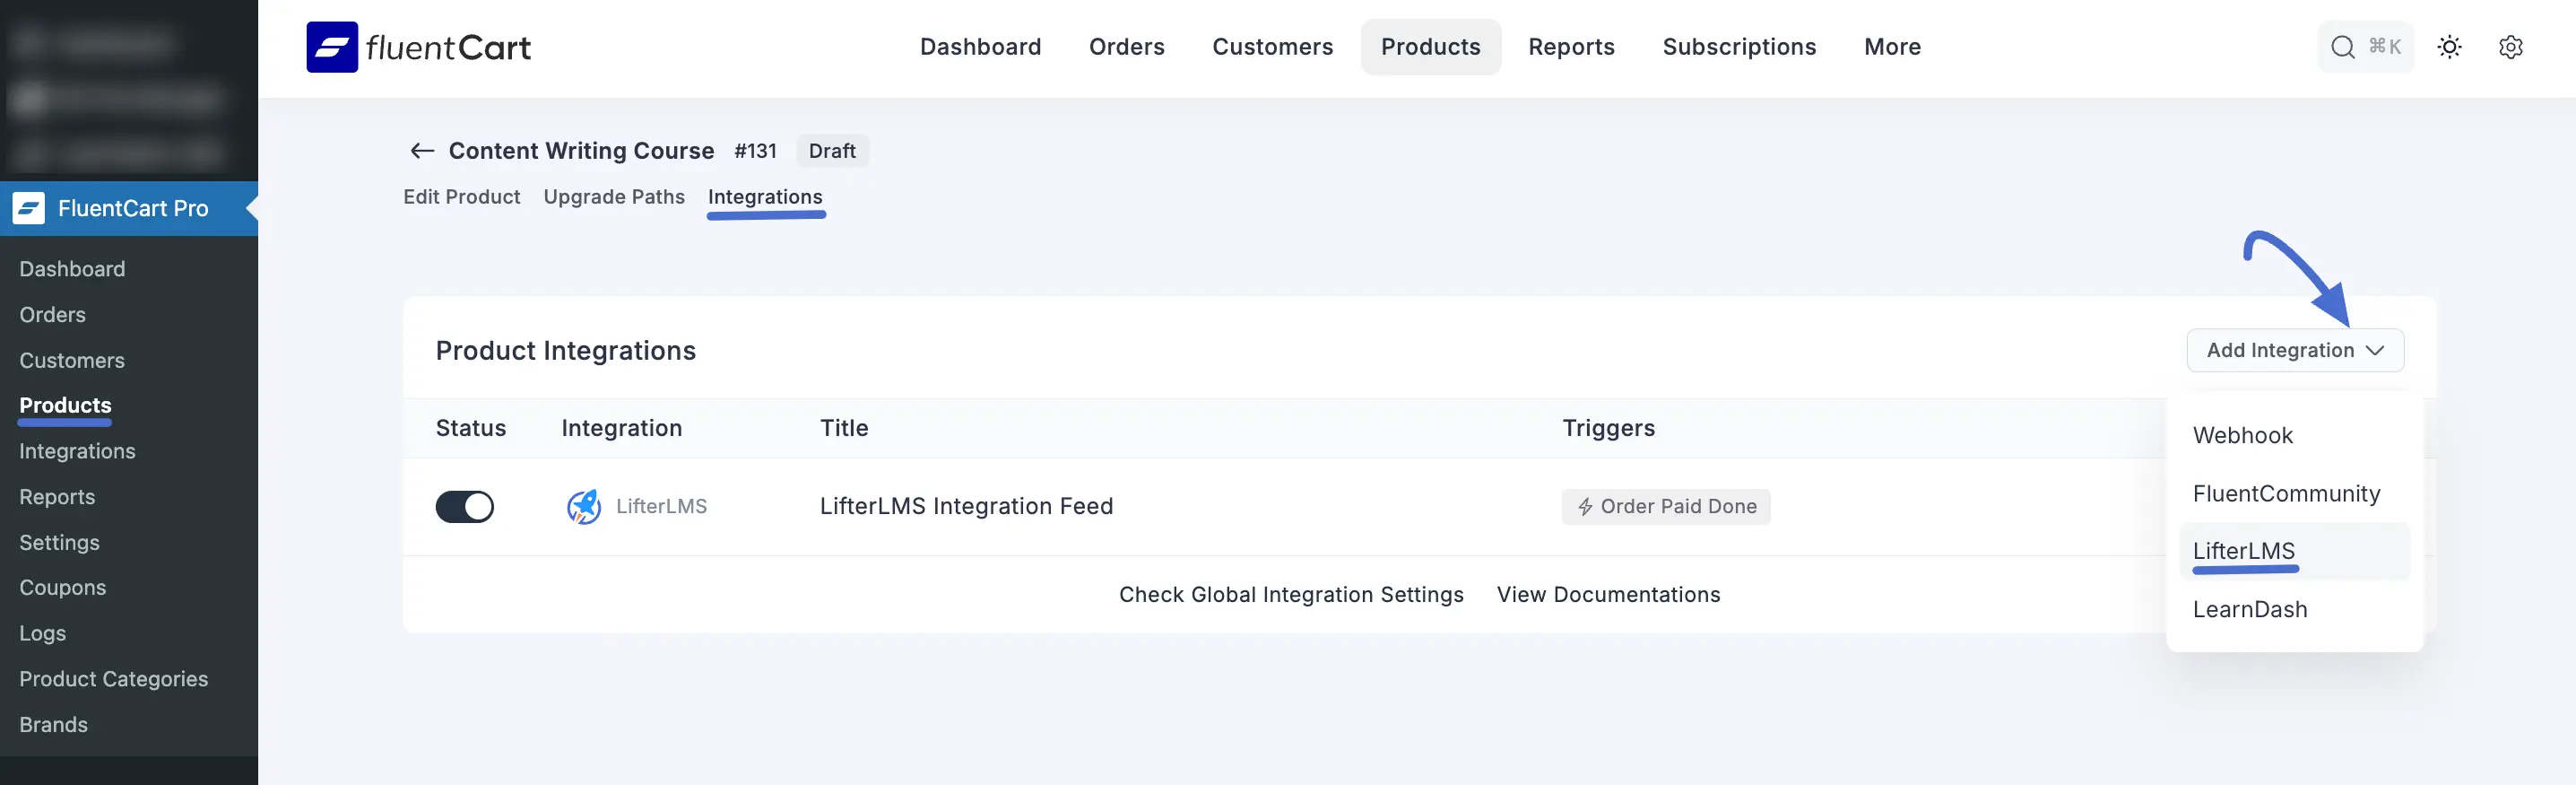 fluentCart
Dashboard Orders Customers Products Reports Subscriptions More
⌘K
FluentCart Pro
Dashboard
Orders
Customers
Products
Integrations
Reports
Settings
Coupons
Logs
Product Categories
Brands
Content Writing Course #131 Draft
Edit Product Upgrade Paths Integrations
Product Integrations
Add Integration
Status Integration Title Triggers
LifterLMS LifterLMS Integration Feed Order Paid Done
Check Global Integration Settings View Documentations
Webhook
FluentCommunity
LifterLMS
LearnDash